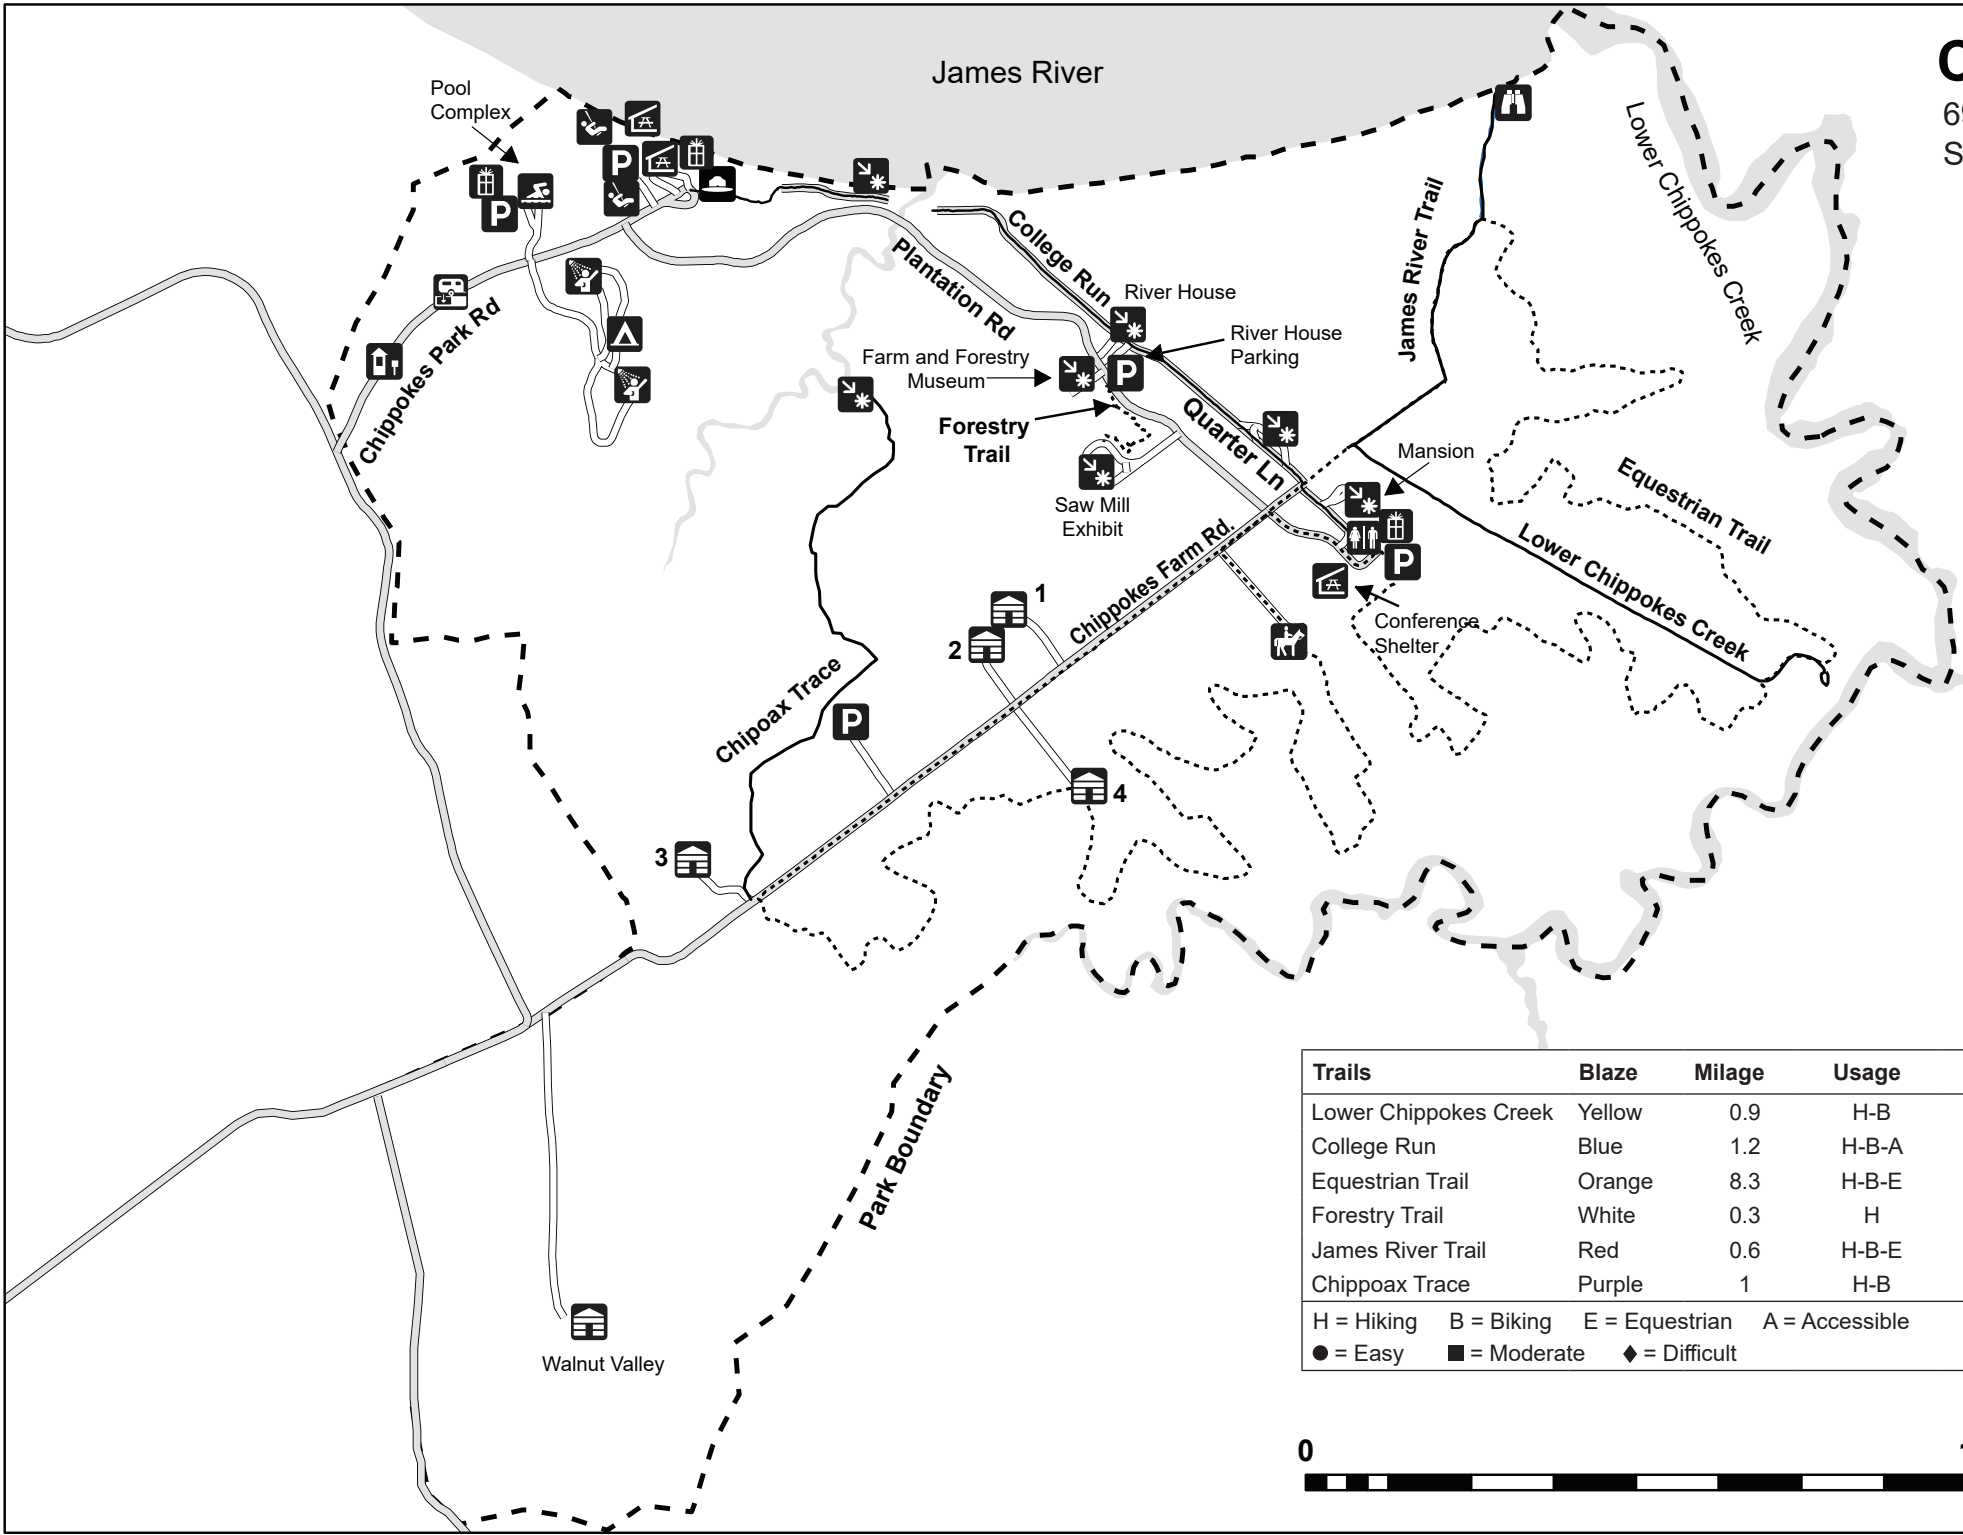 James River
C
69
S
Pool
Complex
Lower Chippokes Creek
James River Trail
College Run
Plantation Rd
River House
River House
Parking
Farm and Forestry
Museum
Forestry
Trail
Chippokes Park Rd
Quarter Ln
Mansion
Saw Mill
Exhibit
Equestrian Trail
Lower Chippokes Creek
Chippokes Farm Rd.
Conference
Shelter
1
2
Chipoax Trace
4
3
Park Boundary
Walnut Valley
P
P
P
P
P
Trails Blaze Milage Usage
Lower Chippokes Creek Yellow 0.9 H-B
College Run Blue 1.2 H-B-A
Equestrian Trail Orange 8.3 H-B-E
Forestry Trail White 0.3 H
James River Trail Red 0.6 H-B-E
Chippoax Trace Purple 1 H-B
H = Hiking B = Biking E = Equestrian A = Accessible
● = Easy ■ = Moderate ♦ = Difficult
0